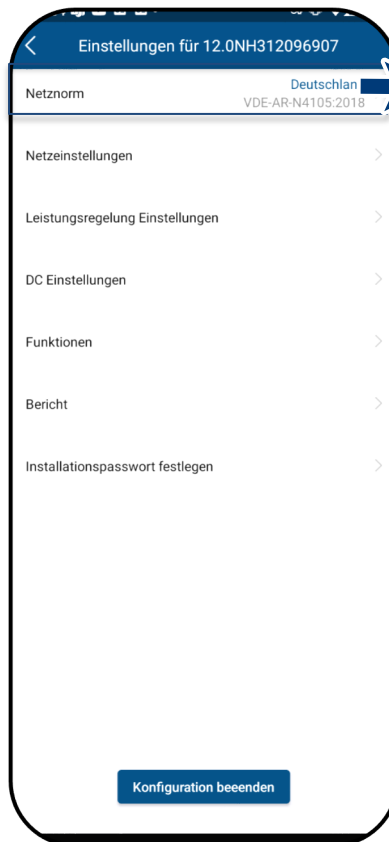 Einstellungen für 12.0NH312096907
Netznorm
Deutschlan
VDE-AR-N4105:2018
Netzeinstellungen
Leistungsregelung Einstellungen
DC Einstellungen
Funktionen
Bericht
Installationspasswort festlegen
Konfiguration beeenden